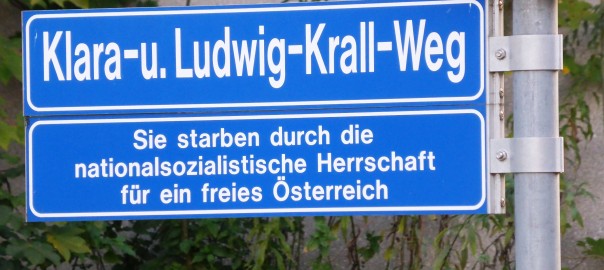 Klara-u. Ludwig-Krall-Weg
Sie starben durch die
nationalsozialistische Herrschaft
für ein freies Österreich